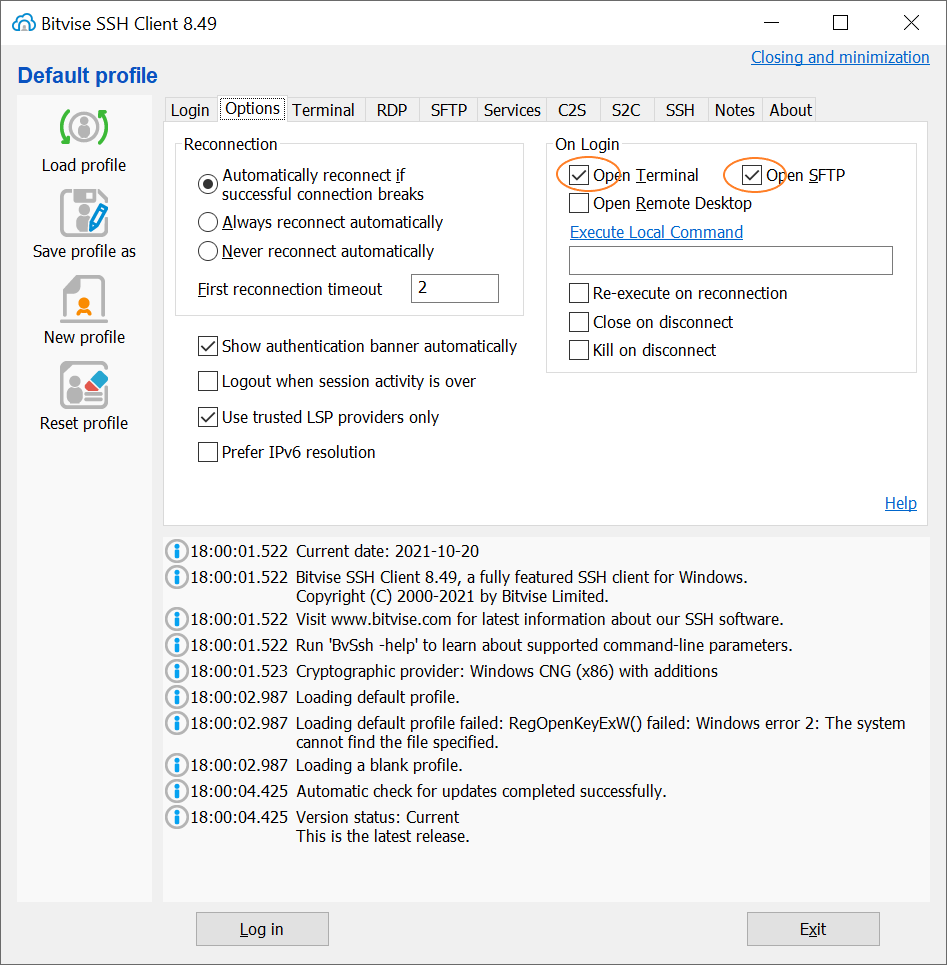 Bitvise SSH Client 8.49
Closing and minimization
Default profile
Load profile
Save profile as
New profile
Reset profile
Login Options Terminal RDP SFTP Services C2S S2C SSH Notes About
Reconnection
Automatically reconnect if
successful connection breaks
Always reconnect automatically
Never reconnect automatically
First reconnection timeout 2
Show authentication banner automatically
Logout when session activity is over
Use trusted LSP providers only
Prefer IPv6 resolution
On Login
Open Terminal Open SFTP
Open Remote Desktop
Execute Local Command
Re-execute on reconnection
Close on disconnect
Kill on disconnect
Help
18:00:01.522 Current date: 2021-10-20
18:00:01.522 Bitvise SSH Client 8.49, a fully featured SSH client for Windows.
Copyright (C) 2000-2021 by Bitvise Limited.
18:00:01.522 Visit www.bitvise.com for latest information about our SSH software.
18:00:01.522 Run 'BvSsh -help' to learn about supported command-line parameters.
18:00:01.523 Cryptographic provider: Windows CNG (x86) with additions
18:00:02.987 Loading default profile.
18:00:02.987 Loading default profile failed: RegOpenKeyExW() failed: Windows error 2: The system
cannot find the file specified.
18:00:02.987 Loading a blank profile.
18:00:04.425 Automatic check for updates completed successfully.
18:00:04.425 Version status: Current
This is the latest release.
Log in
Exit